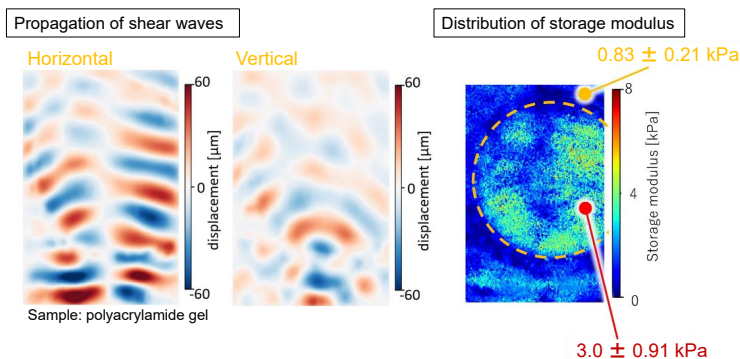 Propagation of shear waves
Distribution of storage modulus
Horizontal
Vertical
0.83 ± 0.21 kPa
60
0
-60
displacement [μm]
60
0
-60
displacement [μm]
8
4
0
Storage modulus [kPa]
Sample: polyacrylamide gel
3.0 ± 0.91 kPa